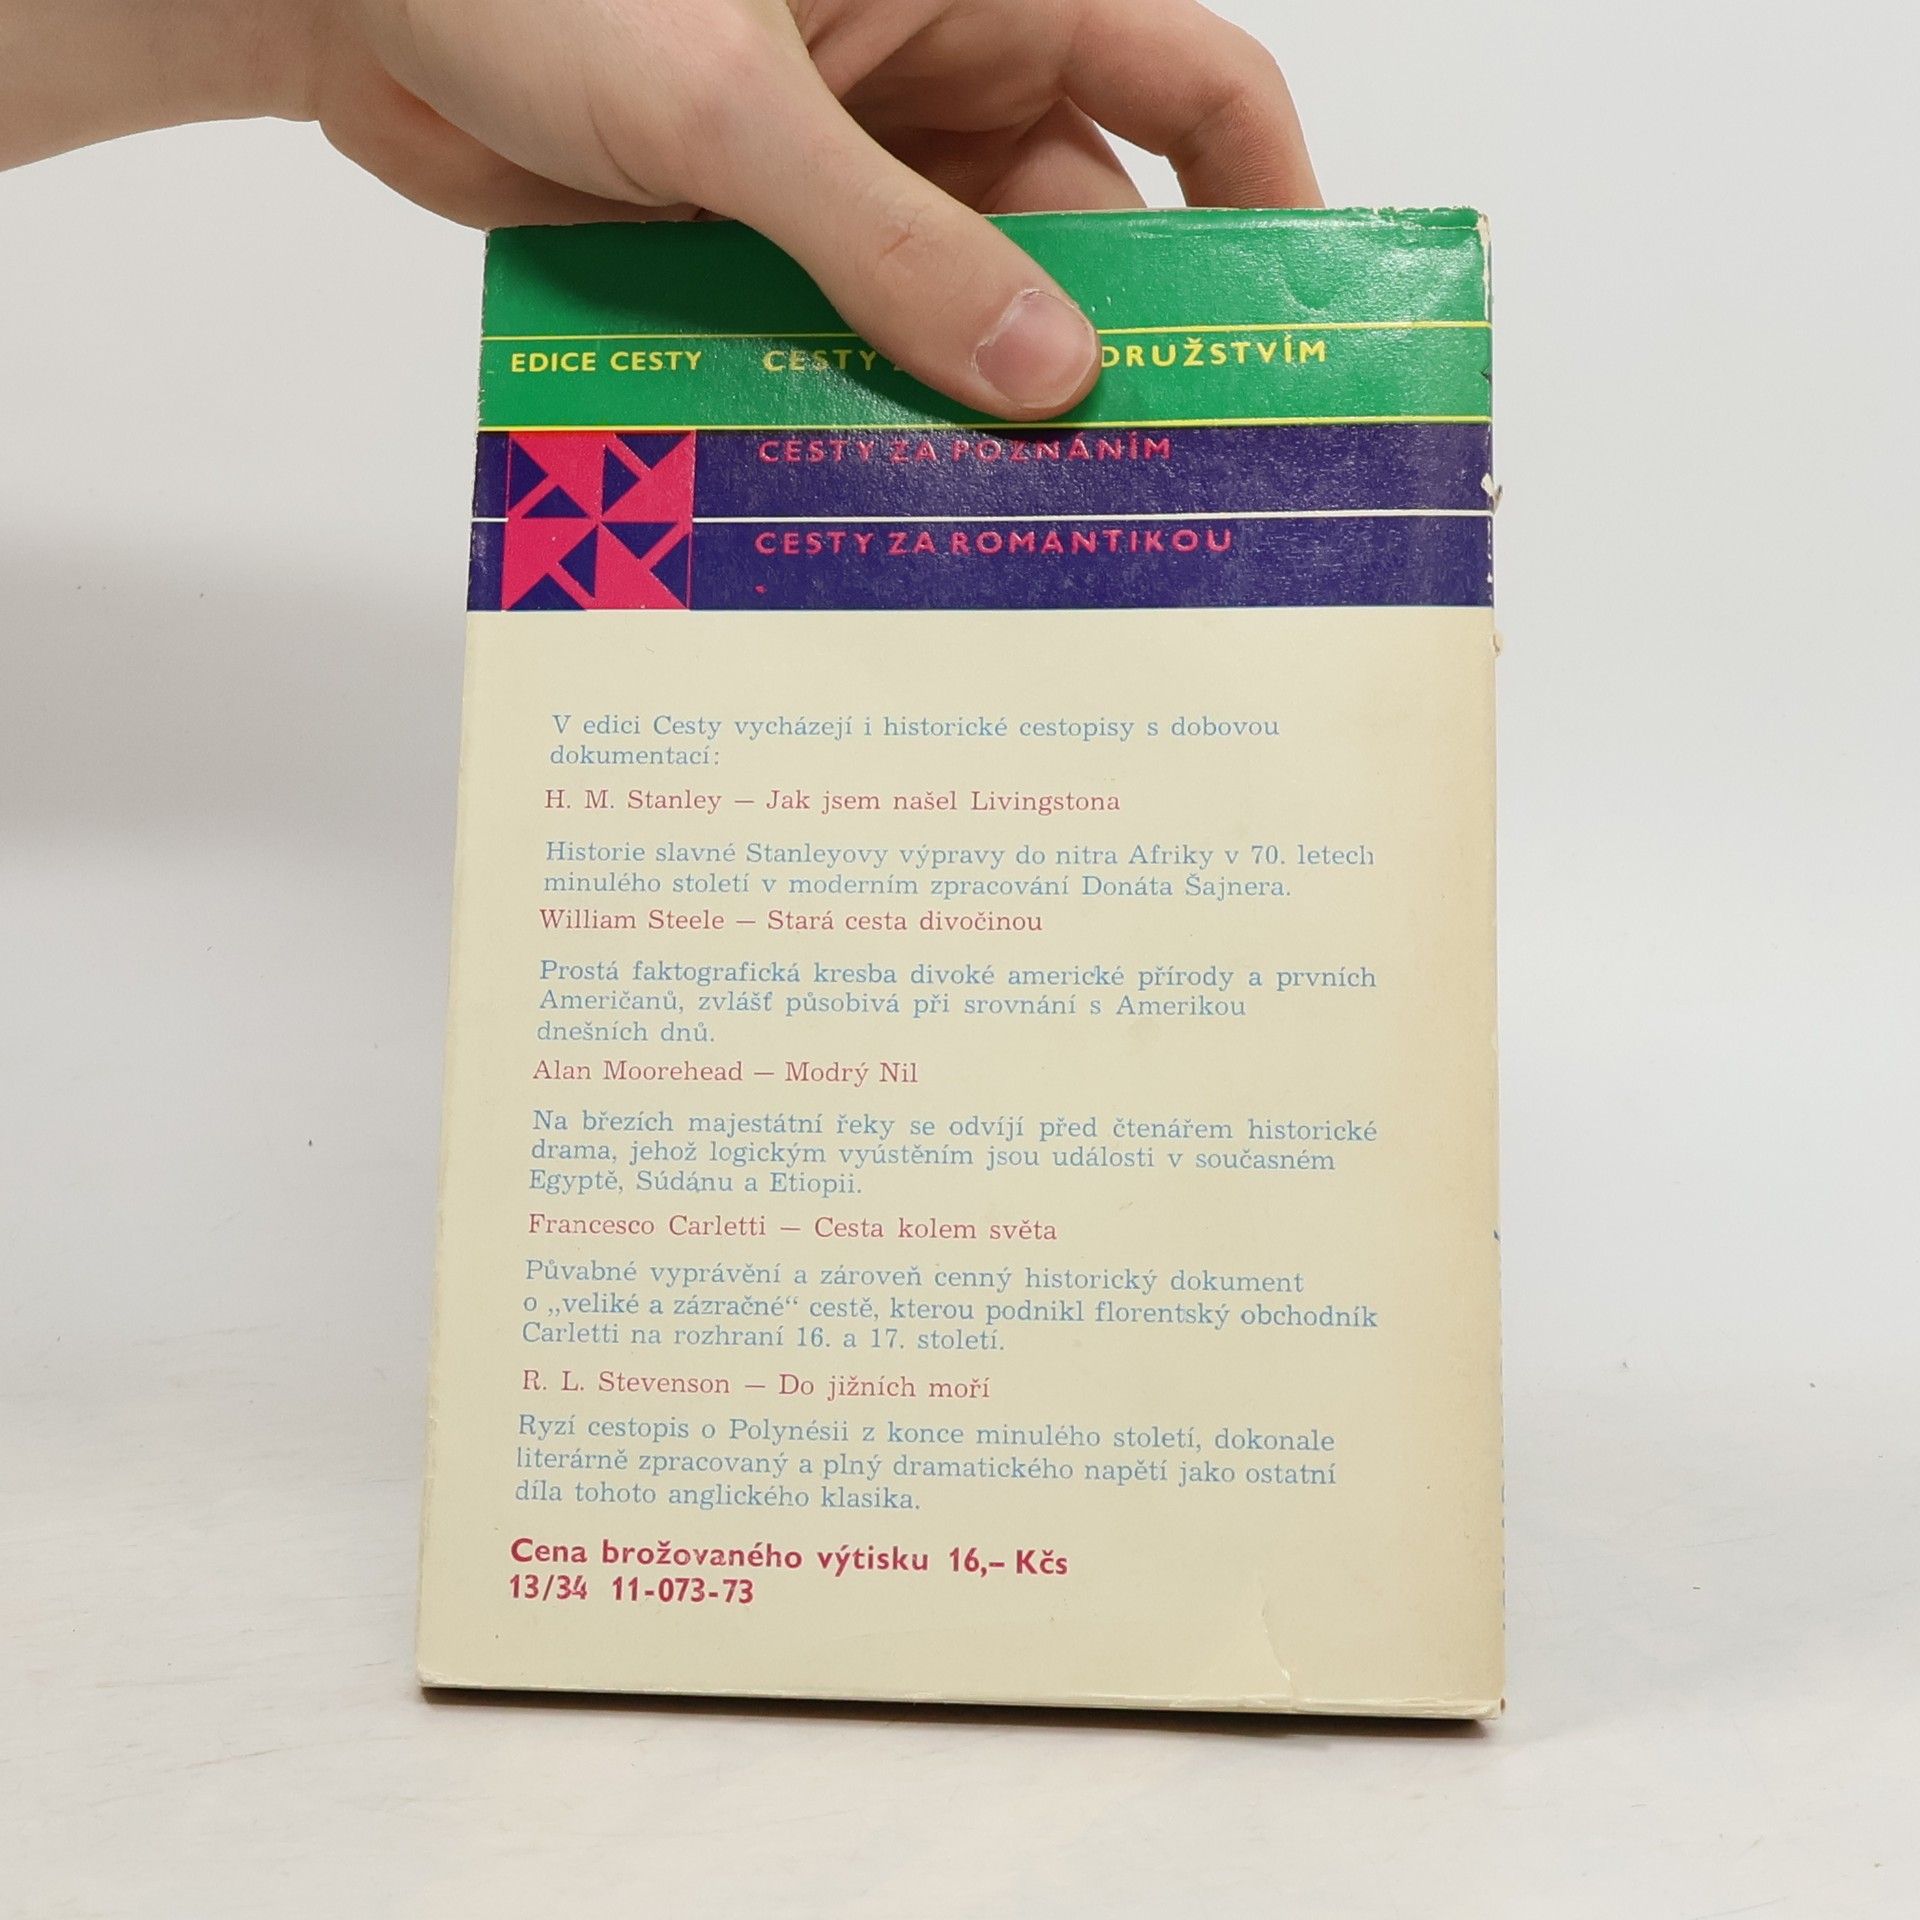 EDICE CESTY CESTY DRUŽSTVÍM
CESTY ZA POZNÁNÍM
CESTY ZA ROMANTIKOU
V edici Cesty vycházejí i historické cestopisy s dobovou
dokumentací:
H. M. Stanley — Jak jsem našel Livingstona
Historie slavné Stanleyovy výpravy do nitra Afriky v 70. letech
minulého století v moderním zpracování Donáta Šajnera.
William Steele — Stará cesta divočinou
Prostá faktografická kresba divoké americké přírody a prvních
Američanů, zvlášť působivá při srovnání s Amerikou
dnešních dnů.
Alan Moorehead — Modrý Nil
Na březích majestátní řeky se odvíjí před čtenářem historické
drama, jehož logickým vyústěním jsou události v současném
Egyptě, Súdánu a Etiopii.
Francesco Carletti — Cesta kolem světa
Půvabné vyprávění a zároveň cenný historický dokument
o „veliké a zázračné“ cestě, kterou podnikl florentský obchodník
Carletti na rozhraní 16. a 17. století.
R. L. Stevenson — Do jižních moří
Ryzí cestopis o Polynésii z konce minulého století, dokonale
literárně zpracovaný a plný dramatického napětí jako ostatní
díla tohoto anglického klasika.
Cena brožovaného výtisku 16,– Kčs
13/34 11-073-73